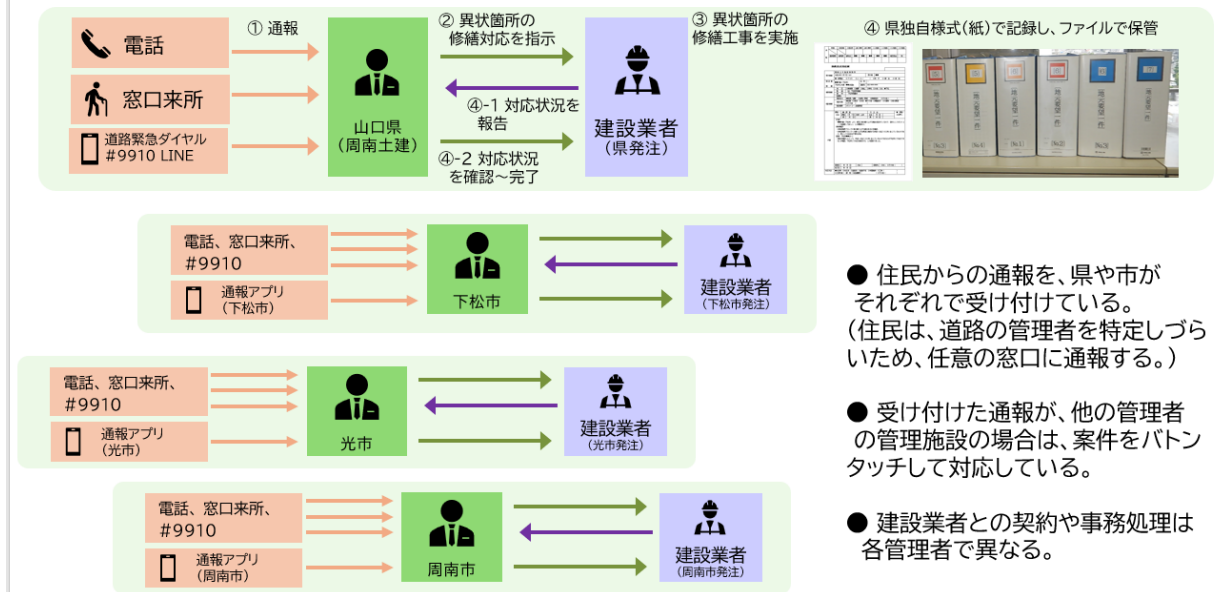 電話
窓口来所
道路緊急ダイヤル
#9910 LINE
① 通報
山口県
(周南土建)
② 異状箇所の
修繕対応を指示
④-1 対応状況を
報告
④-2 対応状況
を確認～完了
建設業者
(県発注)
③ 異状箇所の
修繕工事を実施
④ 県独自様式(紙)で記録し、ファイルで保管
電話、窓口来所、
#9910
通報アプリ
(下松市)
下松市
建設業者
(下松市発注)
電話、窓口来所、
#9910
通報アプリ
(光市)
光市
建設業者
(光市発注)
電話、窓口来所、
#9910
通報アプリ
(周南市)
周南市
建設業者
(周南市発注)
● 住民からの通報を、県や市が
それぞれで受け付けている。
(住民は、道路の管理者を特定しづら
いため、任意の窓口に通報する。)
● 受け付けた通報が、他の管理者
の管理施設の場合は、案件をバトン
タッチして対応している。
● 建設業者との契約や事務処理は
各管理者で異なる。